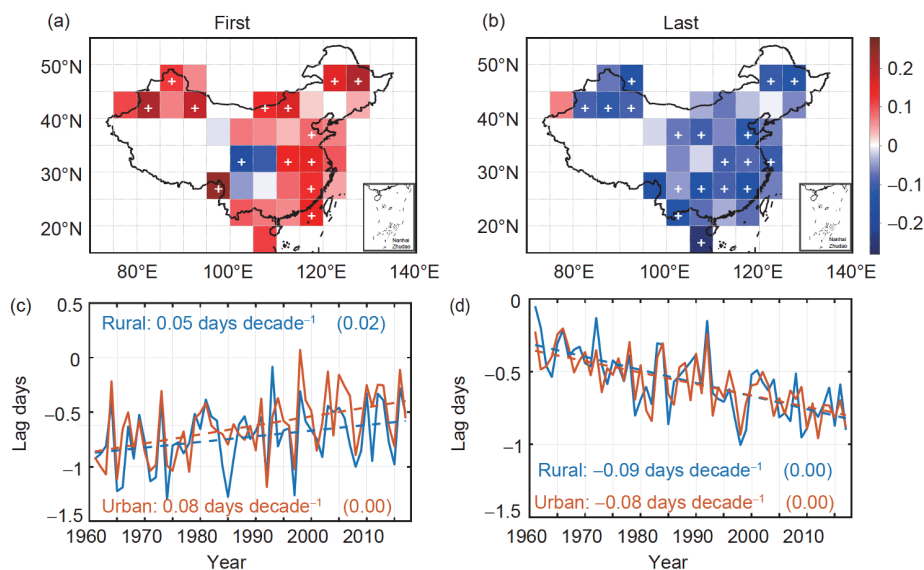 (a) First
(b) Last
50°N
40°N
30°N
20°N
80°E 100°E 120°E 140°E
Nanhai
Zhudao
50°N
40°N
30°N
20°N
80°E 100°E 120°E 140°E
Nanhai
Zhudao
0.2
0.1
0
−0.1
−0.2
(c)
Rural: 0.05 days decade⁻¹ (0.02)
Urban: 0.08 days decade⁻¹ (0.00)
0.5
0
−0.5
−1
−1.5
Lag days
1960 1970 1980 1990 2000 2010
Year
(d)
Rural: −0.09 days decade⁻¹ (0.00)
Urban: −0.08 days decade⁻¹ (0.00)
0
−0.5
−1
−1.5
Lag days
1960 1970 1980 1990 2000 2010
Year